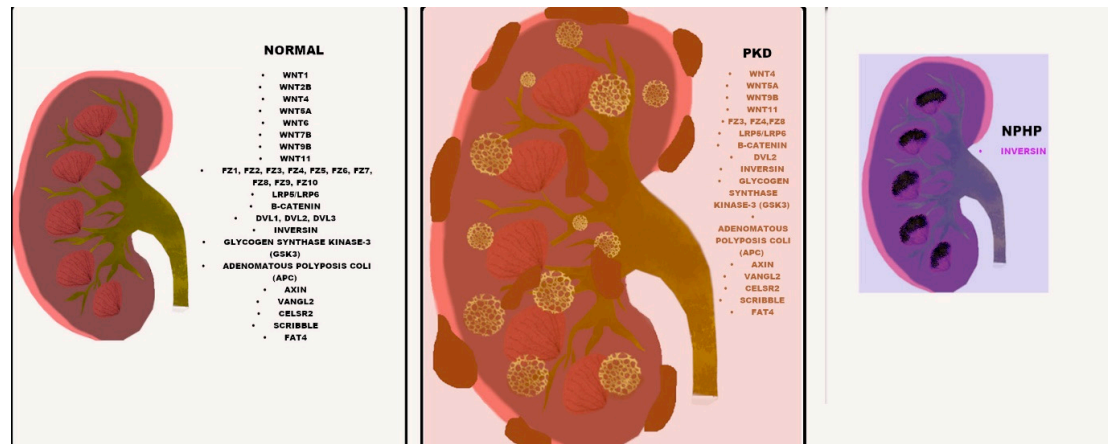 NORMAL
• WNT1
• WNT2B
• WNT4
• WNT5A
• WNT6
• WNT7B
• WNT9B
• WNT11
• FZ1, FZ2, FZ3, FZ4, FZ5, FZ6, FZ7,
FZ8, FZ9, FZ10
• LRP5/LRP6
• B-CATENIN
• DVL1, DVL2, DVL3
• INVERSIN
• GLYCOGEN SYNTHASE KINASE-3
(GSK3)
• ADENOMATOUS POLYPOSIS COLI
(APC)
• AXIN
• VANGL2
• CELSR2
• SCRIBBLE
• FAT4
PKD
• WNT4
• WNT5A
• WNT9B
• WNT11
• FZ3, FZ4,FZ8
• LRP5/LRP6
• B-CATENIN
• DVL2
• INVERSIN
• GLYCOGEN
SYNTHASE
KINASE-3 (GSK3)
•
ADENOMATOUS
POLYPOSIS COLI
(APC)
• AXIN
• VANGL2
• CELSR2
• SCRIBBLE
• FAT4
NPHP
• INVERSIN